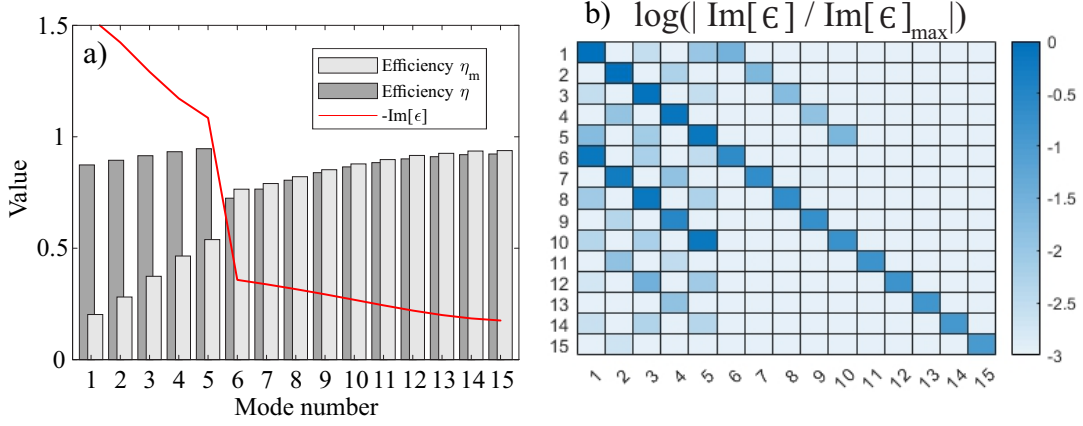 a)
1.5
1
0.5
0
Value
Efficiency ηm
Efficiency η
-Im[ϵ]
1 2 3 4 5 6 7 8 9 10 11 12 13 14 15
Mode number
b) log(| Im[ϵ] / Im[ϵ]max|)
1
2
3
4
5
6
7
8
9
10
11
12
13
14
15
1 2 3 4 5 6 7 8 9 10 11 12 13 14 15
0
-0.5
-1
-1.5
-2
-2.5
-3